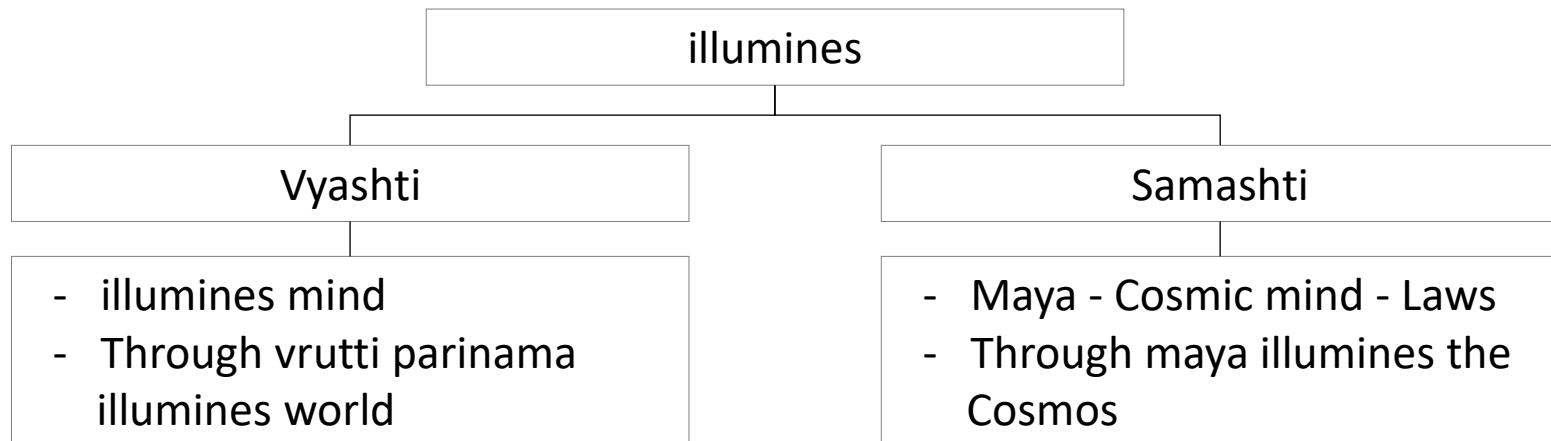 illumines
Vyashti
- illumines mind
- Through vrutti parinama
illumines world
Samashti
- Maya - Cosmic mind - Laws
- Through maya illumines the
Cosmos